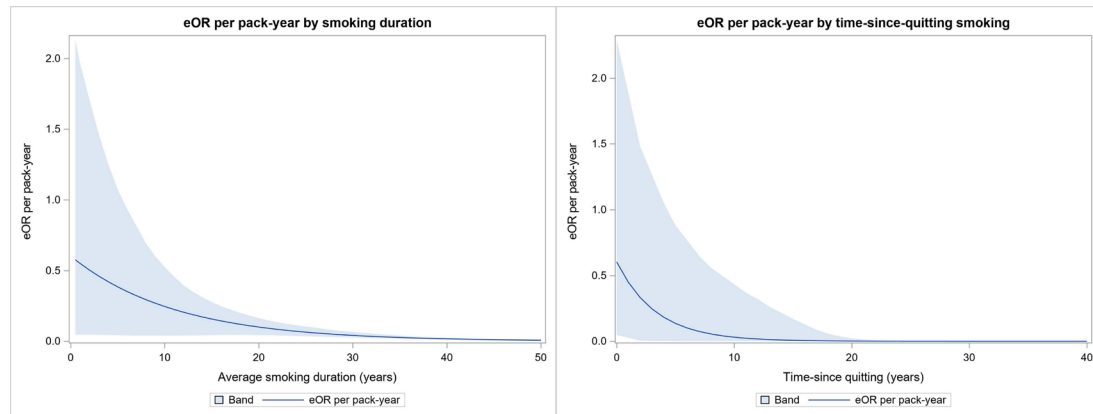 eOR per pack-year by smoking duration
2.0
1.5
1.0
0.5
0.0
eOR per pack-year
0 10 20 30 40 50
Average smoking duration (years)
Band eOR per pack-year
eOR per pack-year by time-since-quitting smoking
2.0
1.5
1.0
0.5
0.0
eOR per pack-year
0 10 20 30 40
Time-since quitting (years)
Band eOR per pack-year